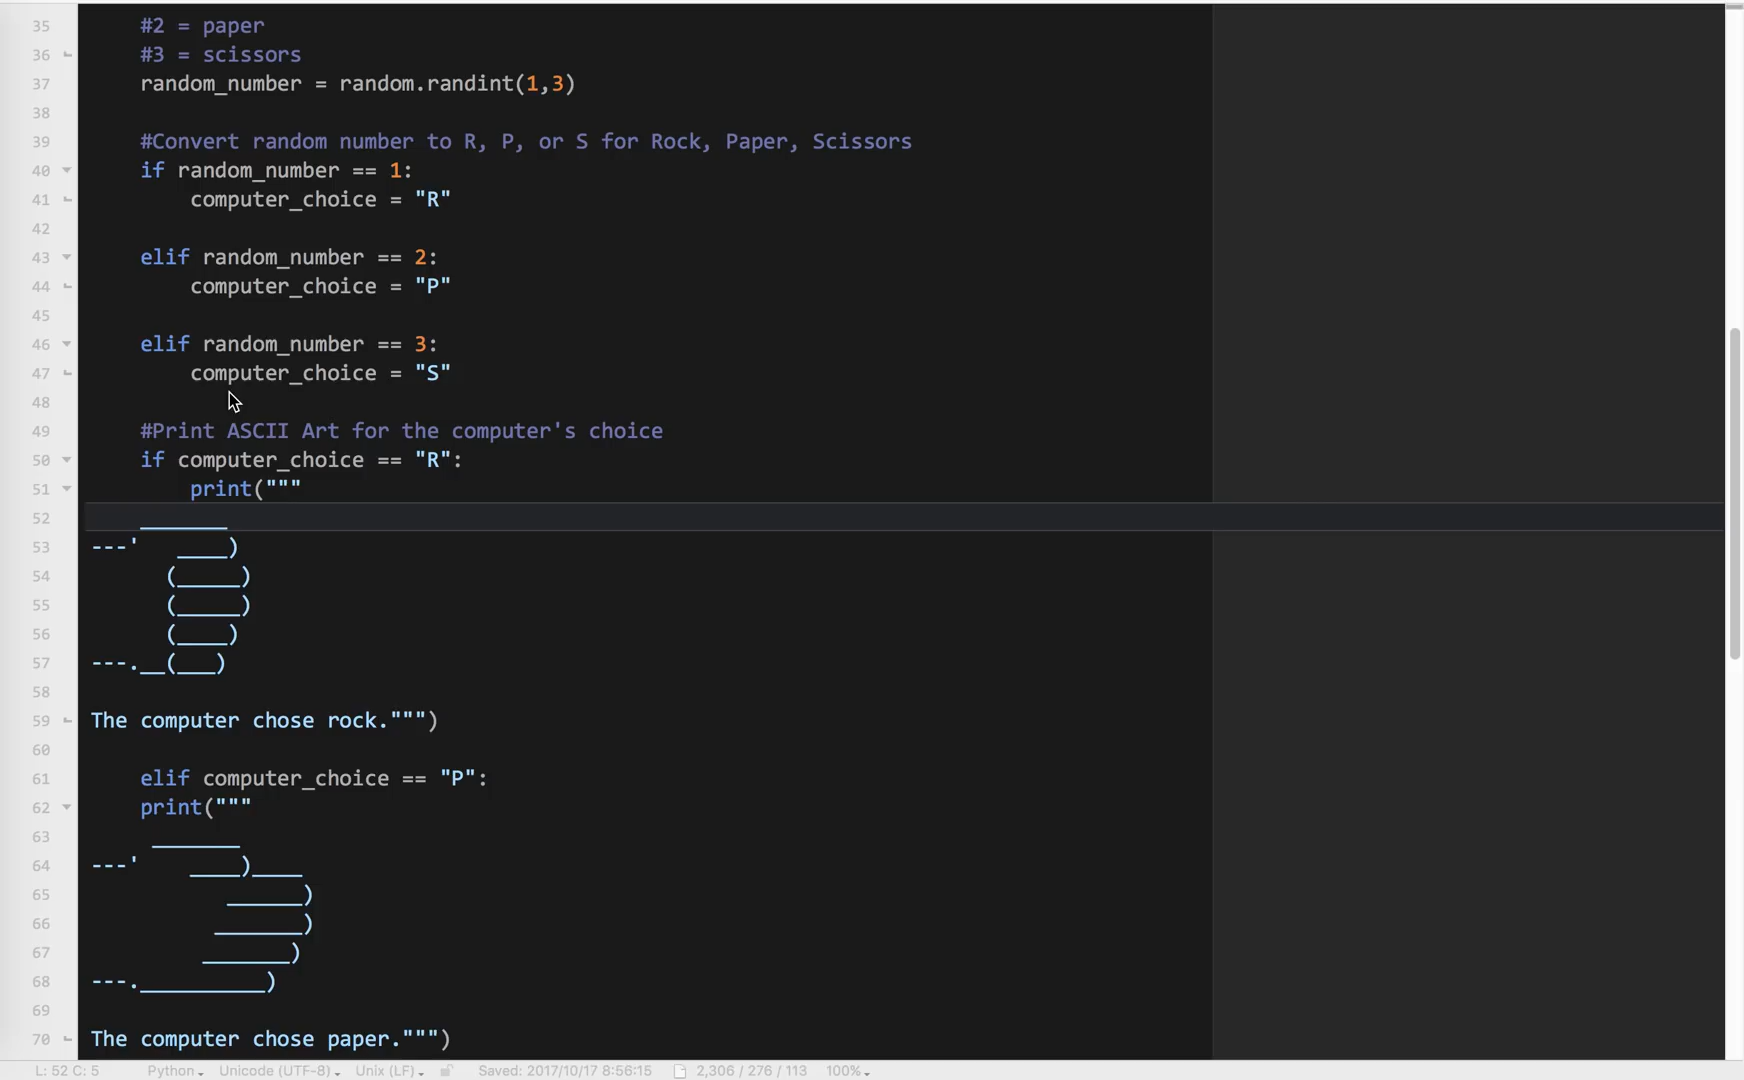 35 #2 = paper
36 #3 = scissors
37 random_number = random.randint(1,3)
38
39 #Convert random number to R, P, or S for Rock, Paper, Scissors
40 if random_number == 1:
41 computer_choice = "R"
42
43 elif random_number == 2:
44 computer_choice = "P"
45
46 elif random_number == 3:
47 computer_choice = "S"
48
49 #Print ASCII Art for the computer's choice
50 if computer_choice == "R":
51 print("""
52     _______
53 ---'   ____)
54       (_____)
55       (_____)
56       (____)
57 ---.__(___)
58
59 The computer chose rock.""")
60
61 elif computer_choice == "P":
62 print("""
63      _______
64 ---'    ____)____
65            ______)
66           _______)
67          _______)
68 ---.__________)
69
70 The computer chose paper.""")
L: 52 C: 5 Python Unicode (UTF-8) Unix (LF) Saved: 2017/10/17 8:56:15 2,306 / 276 / 113 100%